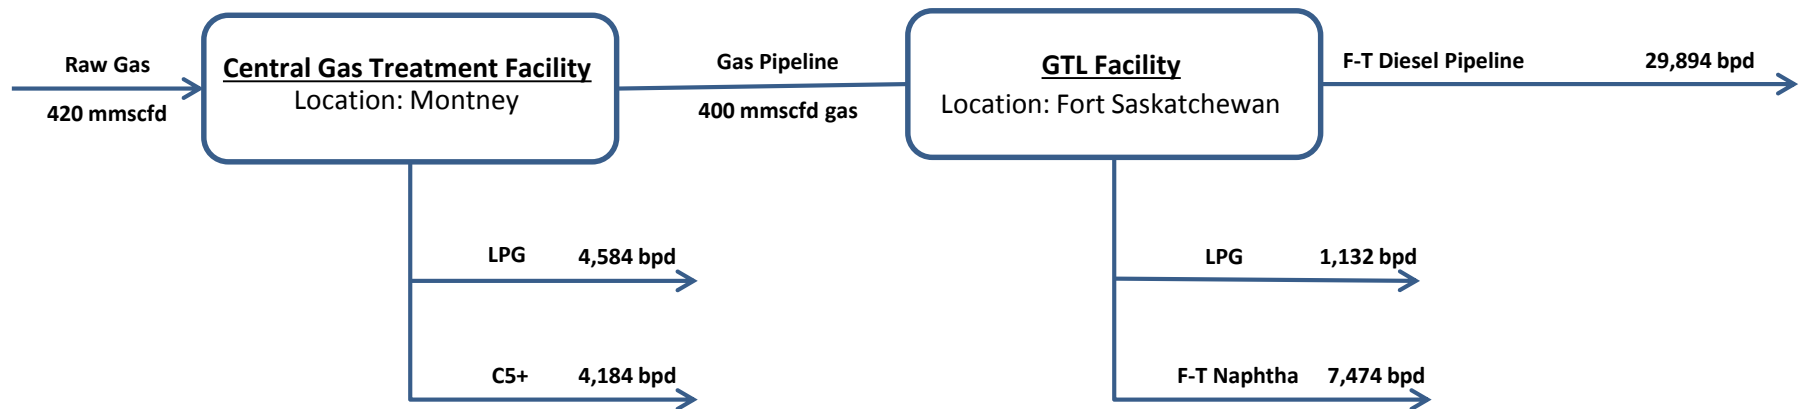 Raw Gas
420 mmscfd
Central Gas Treatment Facility
Location: Montney
Gas Pipeline
400 mmscfd gas
GTL Facility
Location: Fort Saskatchewan
F-T Diesel Pipeline 29,894 bpd
LPG 4,584 bpd
C5+ 4,184 bpd
LPG 1,132 bpd
F-T Naphtha 7,474 bpd